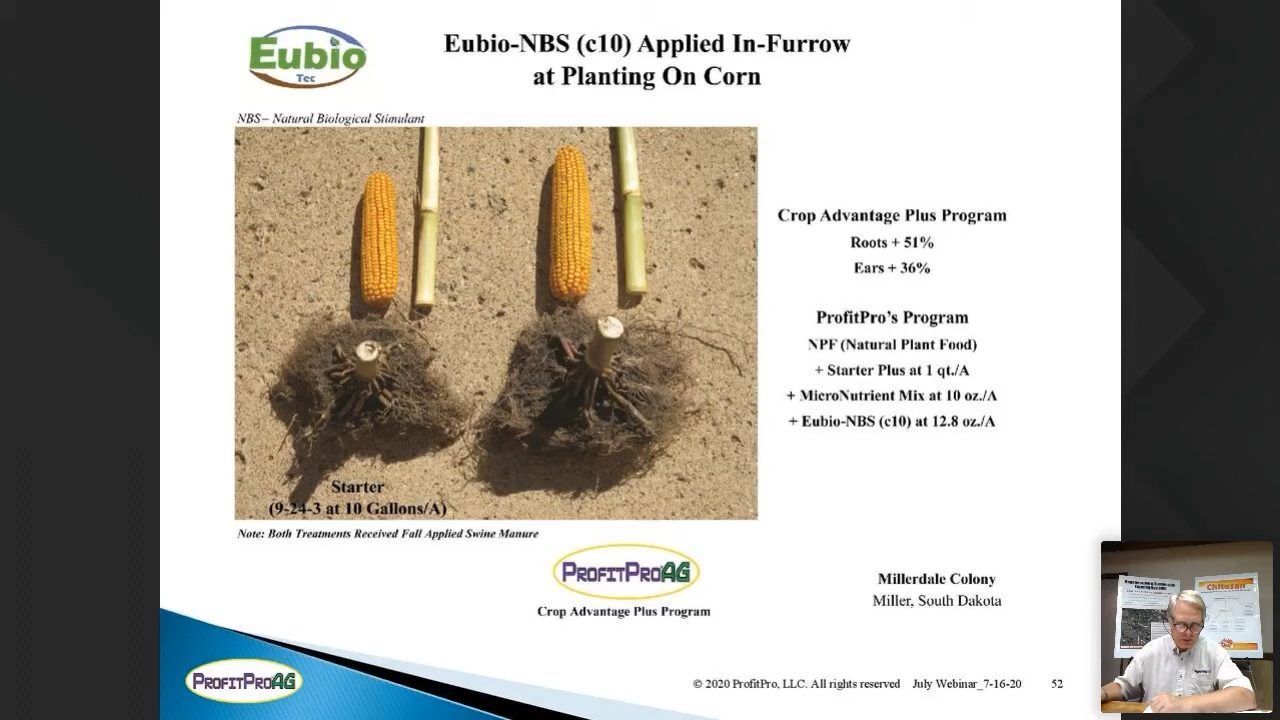 Eubio
Tec
Eubio-NBS (c10) Applied In-Furrow
at Planting On Corn
NBS– Natural Biological Stimulant
Crop Advantage Plus Program
Roots + 51%
Ears + 36%
ProfitPro's Program
NPF (Natural Plant Food)
+ Starter Plus at 1 qt./A
+ MicroNutrient Mix at 10 oz./A
+ Eubio-NBS (c10) at 12.8 oz./A
Starter
(9-24-3 at 10 Gallons/A)
Note: Both Treatments Received Fall Applied Swine Manure
PROFITPROAG
Crop Advantage Plus Program
Millerdale Colony
Miller, South Dakota
Chitosan
PROFITPROAG
© 2020 ProfitPro, LLC. All rights reserved July Webinar_7-16-20 52